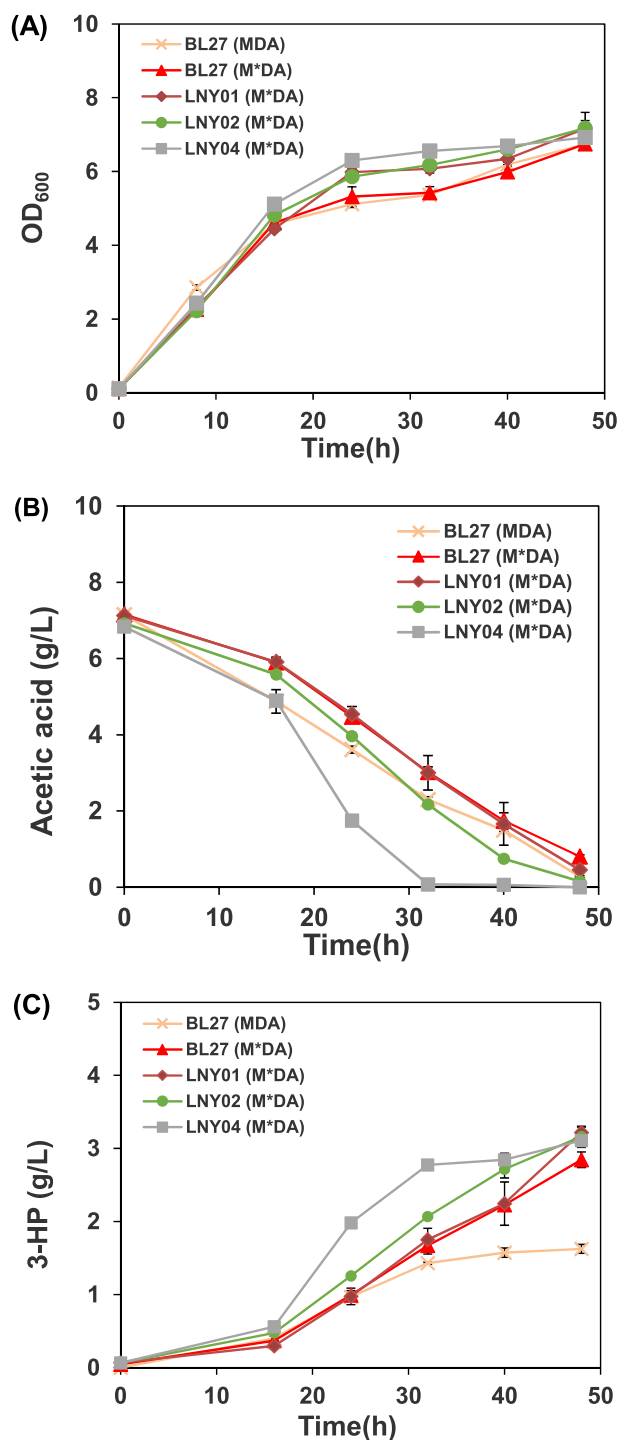 (A)
10
8
6
4
2
0
OD600
BL27 (MDA)
BL27 (M*DA)
LNY01 (M*DA)
LNY02 (M*DA)
LNY04 (M*DA)
0 10 20 30 40 50
Time(h)
(B)
10
8
6
4
2
0
Acetic acid (g/L)
BL27 (MDA)
BL27 (M*DA)
LNY01 (M*DA)
LNY02 (M*DA)
LNY04 (M*DA)
0 10 20 30 40 50
Time(h)
(C)
5
4
3
2
1
0
3-HP (g/L)
BL27 (MDA)
BL27 (M*DA)
LNY01 (M*DA)
LNY02 (M*DA)
LNY04 (M*DA)
0 10 20 30 40 50
Time(h)